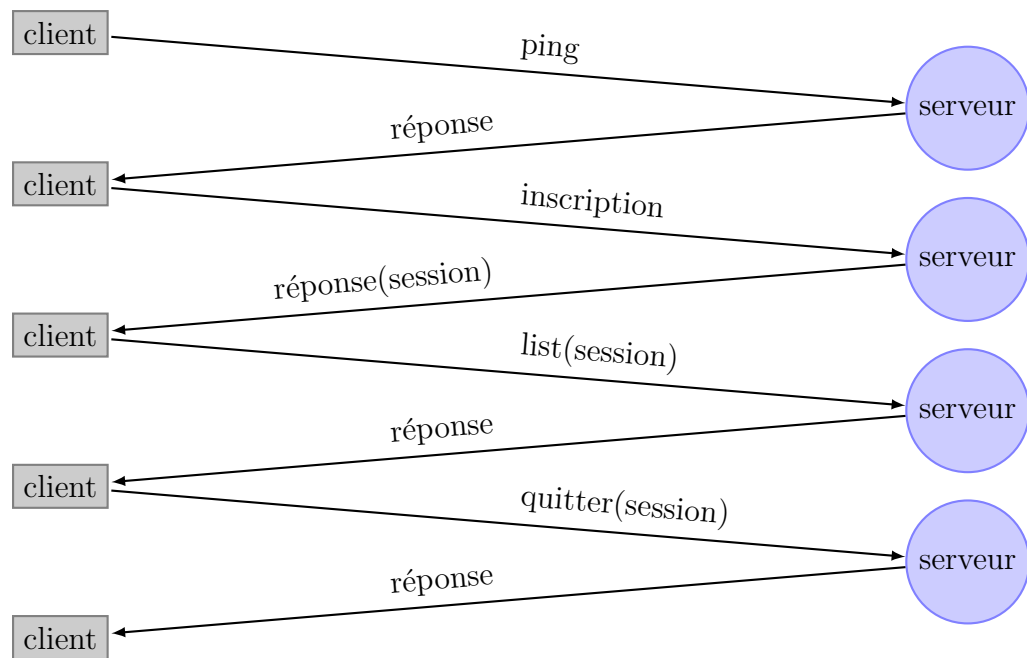 client
ping
serveur
réponse
client
inscription
serveur
réponse(session)
client
list(session)
serveur
réponse
client
quitter(session)
serveur
réponse
client